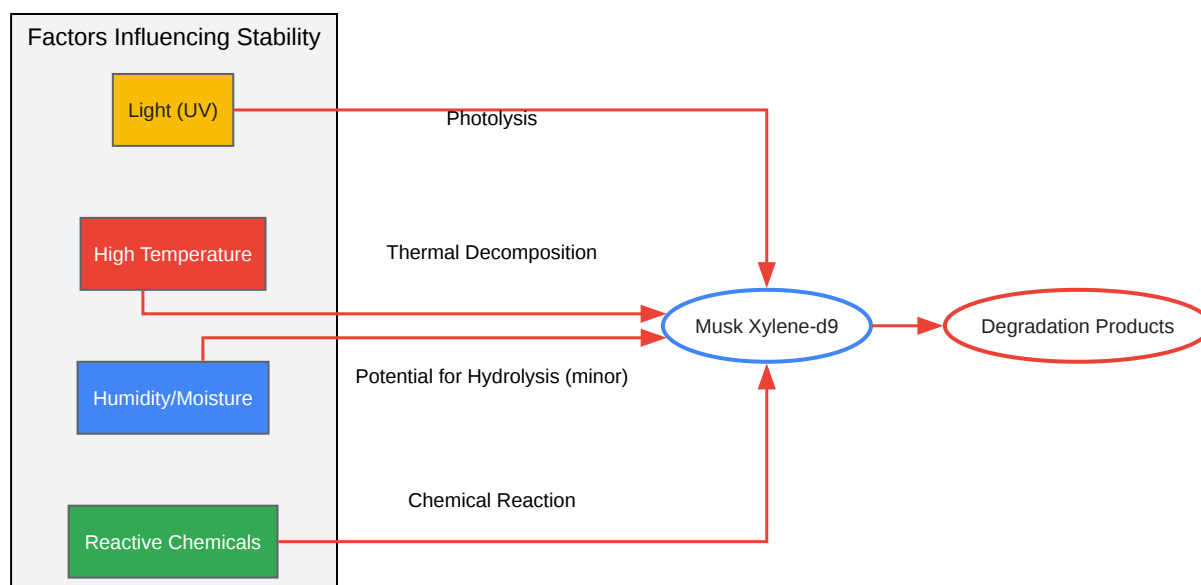 Factors Influencing Stability
Light (UV)
Photolysis
High Temperature
Thermal Decomposition
Musk Xylene-d9
Degradation Products
Potential for Hydrolysis (minor)
Humidity/Moisture
Chemical Reaction
Reactive Chemicals